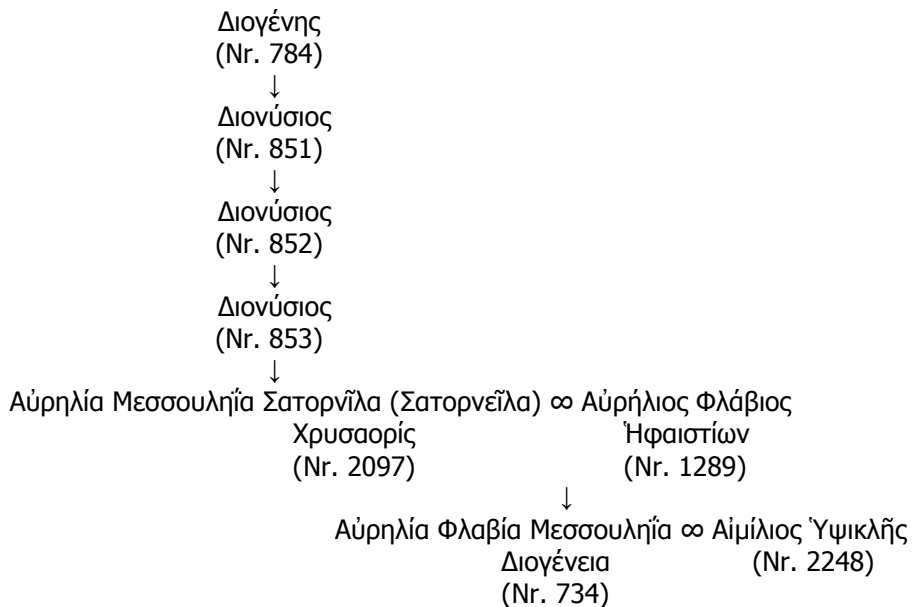 Διογένης
(Nr. 784)
↓
Διονύσιος
(Nr. 851)
↓
Διονύσιος
(Nr. 852)
↓
Διονύσιος
(Nr. 853)
↓
Αὐρηλία Μεσσουληΐα Σατορνῖλα (Σατορνεῖλα) ∞ Αὐρήλιος Φλάβιος
Χρυσαορίς Ἡφαιστίων
(Nr. 2097) (Nr. 1289)
↓
Αὐρηλία Φλαβία Μεσσουληΐα ∞ Αἰμίλιος Ὑψικλῆς
Διογένεια (Nr. 2248)
(Nr. 734)